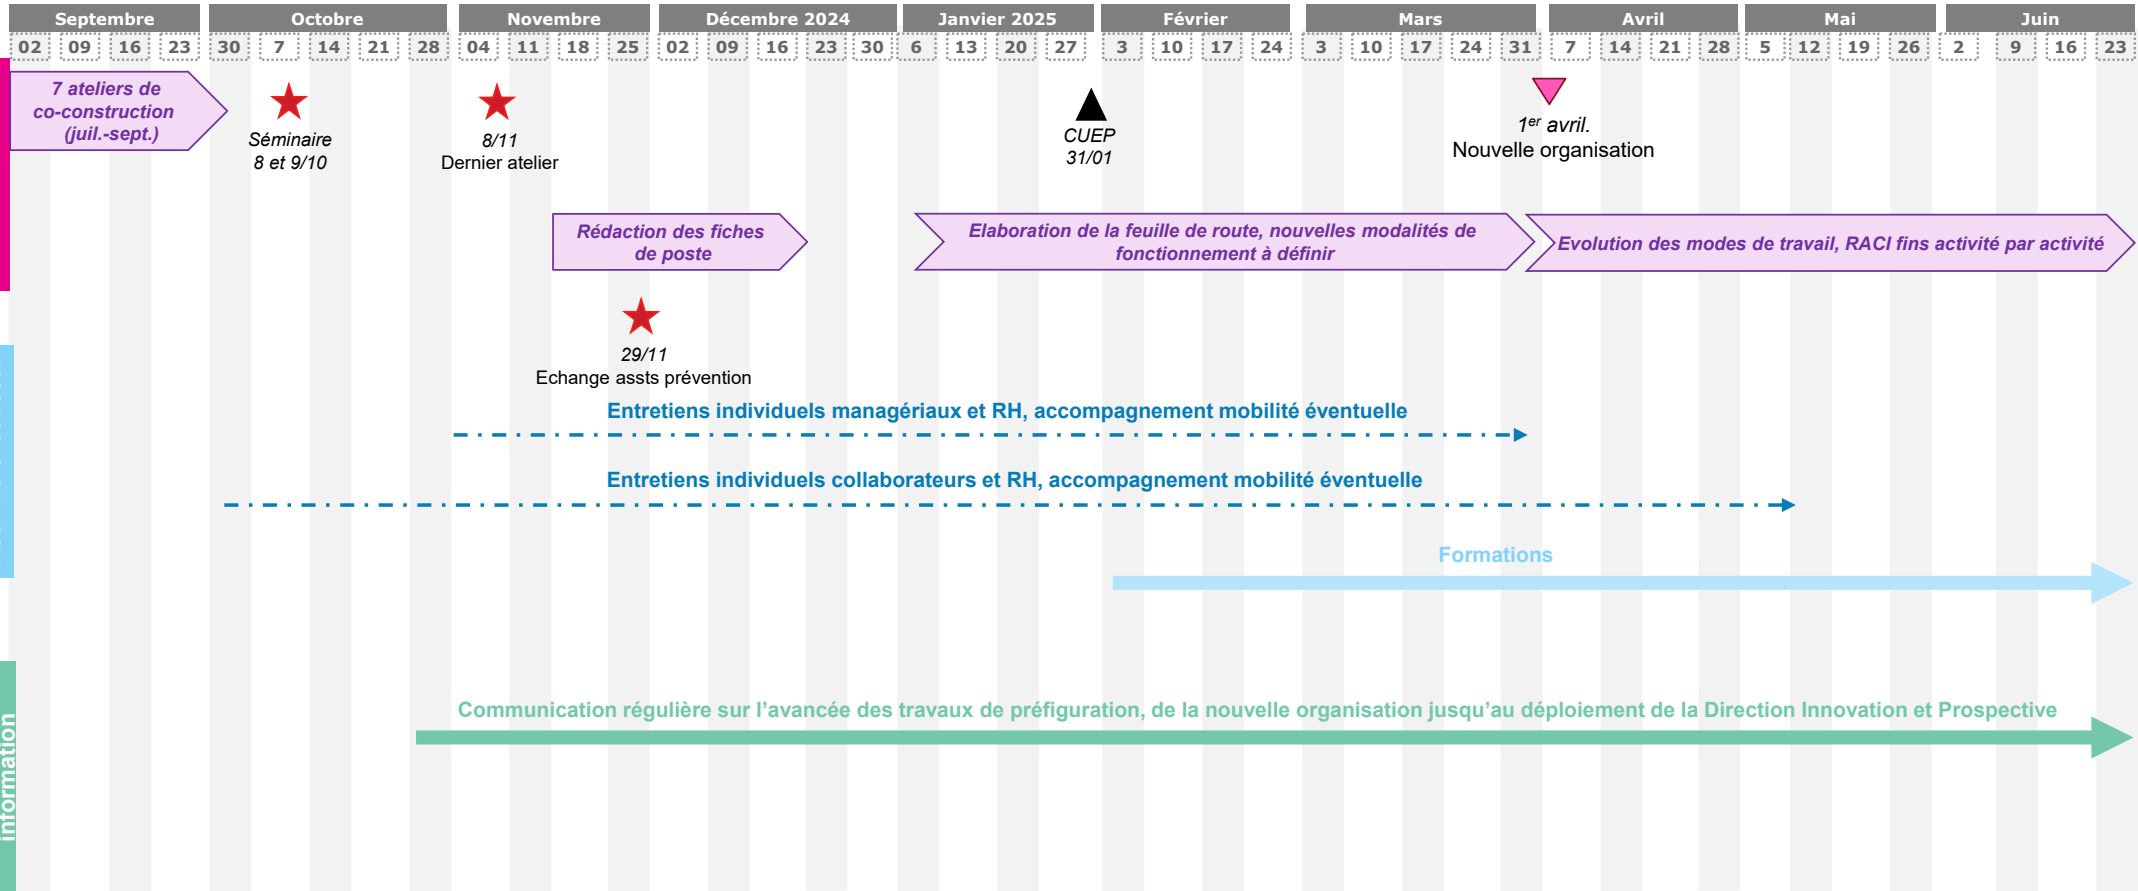 Septembre Octobre Novembre Décembre 2024 Janvier 2025 Février Mars Avril Mai Juin
02 09 16 23 30 7 14 21 28 04 11 18 25 02 09 16 23 30 6 13 20 27 3 10 17 24 3 10 17 24 31 7 14 21 28 5 12 19 26 2 9 16 23
7 ateliers de
co-construction
(juil.-sept.)
Séminaire
8 et 9/10
8/11
Dernier atelier
CUEP
31/01
1er avril.
Nouvelle organisation
Rédaction des fiches
de poste
Elaboration de la feuille de route, nouvelles modalités de
fonctionnement à définir
Evolution des modes de travail, RACI fins activité par activité
29/11
Echange assts prévention
Entretiens individuels managériaux et RH, accompagnement mobilité éventuelle
Entretiens individuels collaborateurs et RH, accompagnement mobilité éventuelle
Formations
Communication régulière sur l'avancée des travaux de préfiguration, de la nouvelle organisation jusqu'au déploiement de la Direction Innovation et Prospective
information